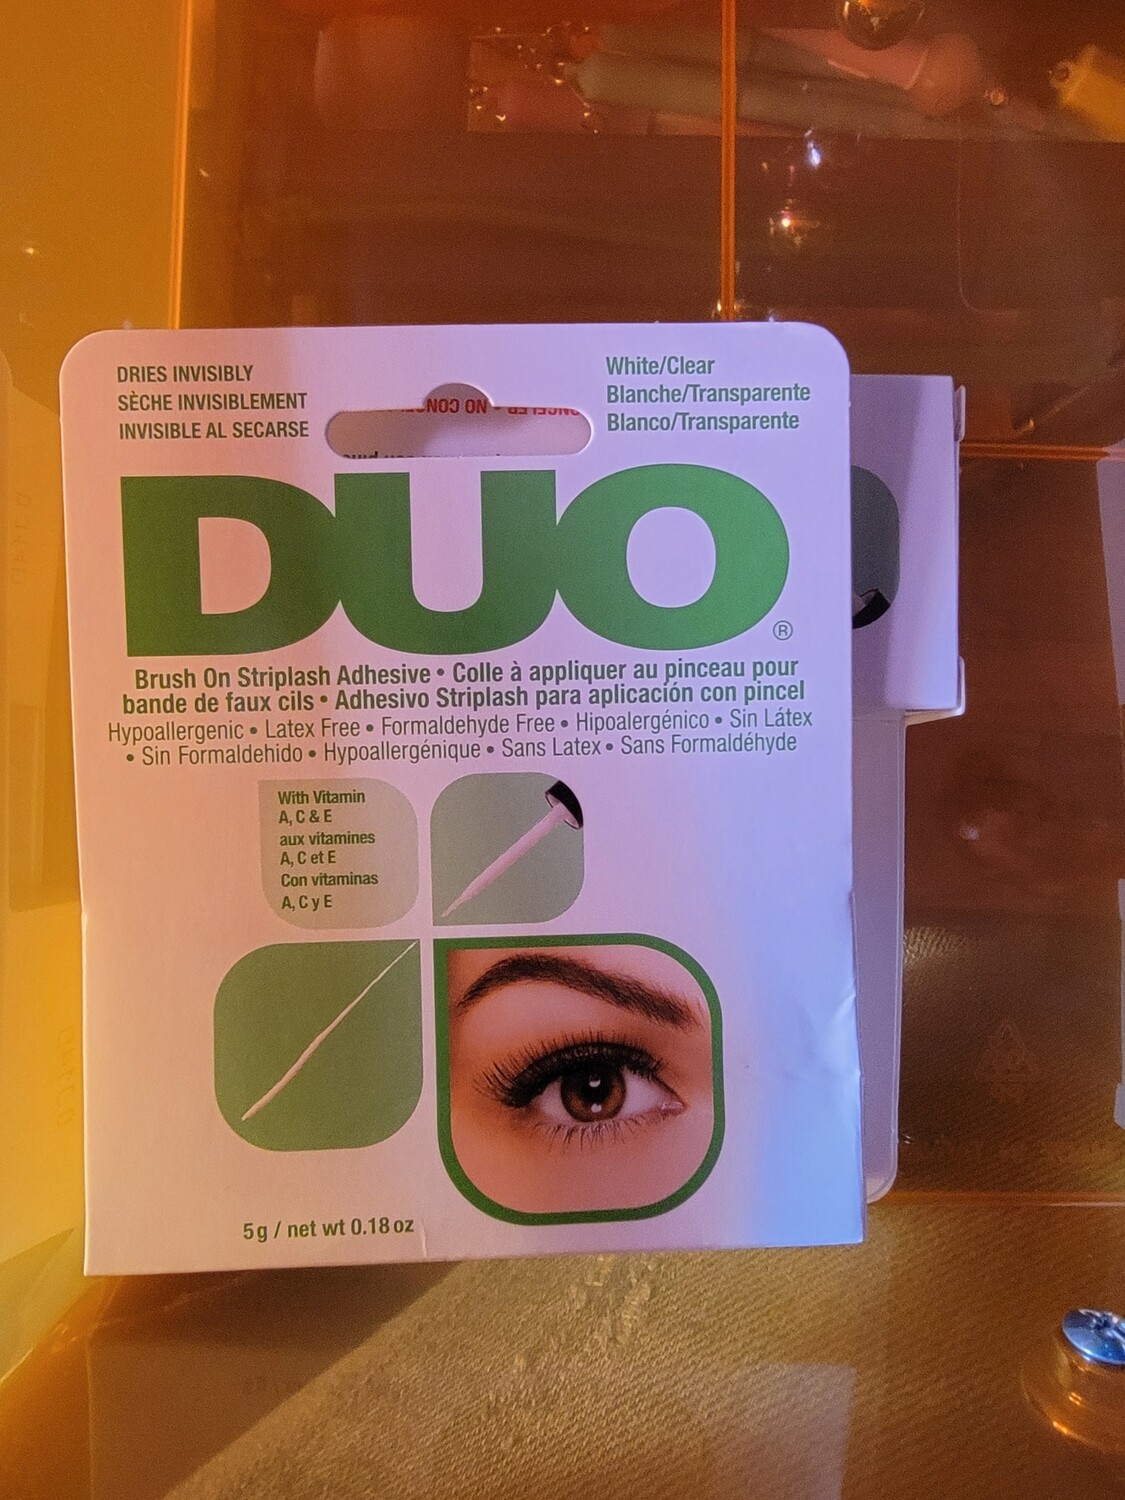 DRIES INVISIBLY
SÈCHE INVISIBLEMENT
INVISIBLE AL SECARSE
White/Clear
Blanche/Transparente
Blanco/Transparente
NO CON
DUO®
Brush On Striplash Adhesive • Colle à appliquer au pinceau pour
bande de faux cils • Adhesivo Striplash para aplicación con pincel
Hypoallergenic • Latex Free • Formaldehyde Free • Hipoalergénico • Sin Látex
• Sin Formaldehido • Hypoallergénique • Sans Latex • Sans Formaldéhyde
With Vitamin
A, C & E
aux vitamines
A, C et E
Con vitaminas
A, C y E
5g / net wt 0.18 oz